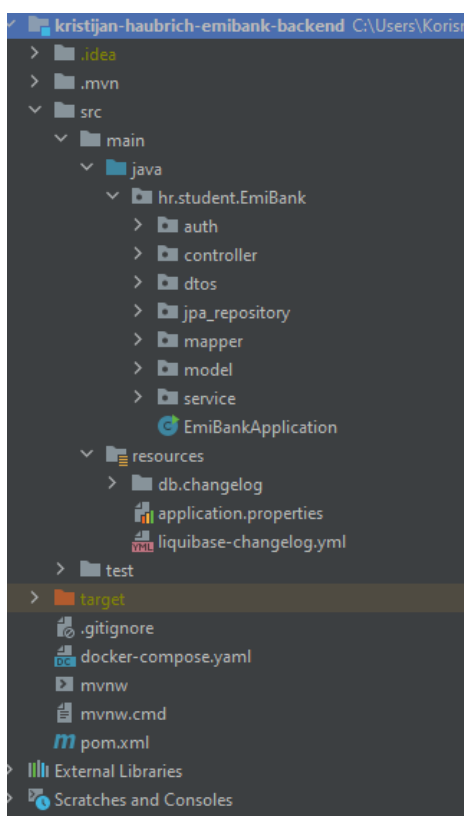 kristijan-haubrich-emibank-backend C:\Users\Korisn
.idea
.mvn
src
main
java
hr.student.EmiBank
auth
controller
dtos
jpa_repository
mapper
model
service
EmiBankApplication
resources
db.changelog
application.properties
liquibase-changelog.yml
test
target
.gitignore
docker-compose.yaml
mvnw
mvnw.cmd
pom.xml
External Libraries
Scratches and Consoles